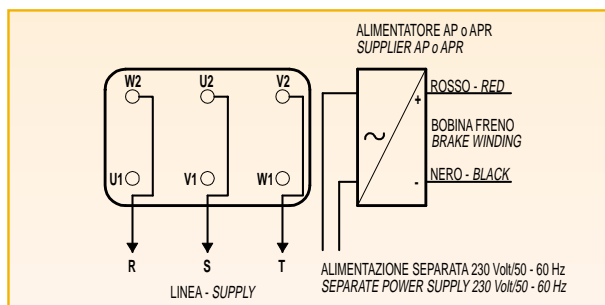 ALIMENTATORE AP o APR
SUPPLIER AP o APR
W2 U2 V2
U1 V1 W1
~
+
-
ROSSO - RED
BOBINA FRENO
BRAKE WINDING
NERO - BLACK
R S T
LINEA - SUPPLY
ALIMENTAZIONE SEPARATA 230 Volt/50 - 60 Hz
SEPARATE POWER SUPPLY 230 Volt/50 - 60 Hz